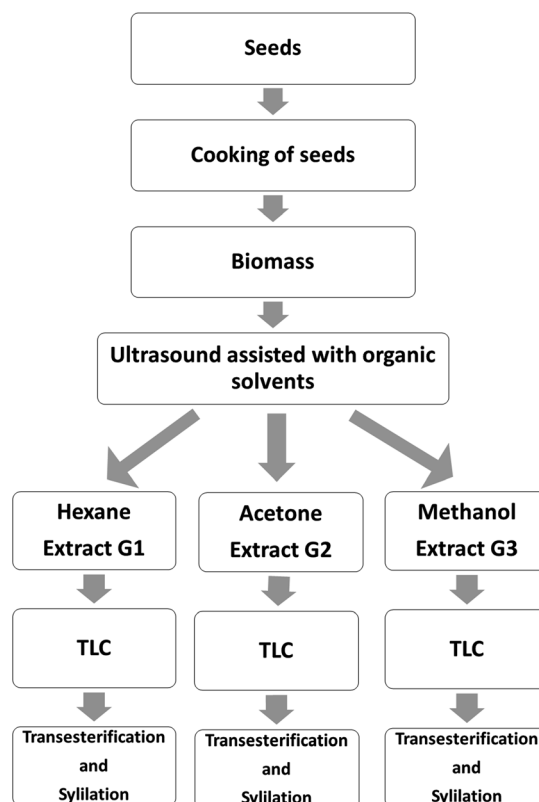 Seeds
Cooking of seeds
Biomass
Ultrasound assisted with organic
solvents
Hexane
Extract G1
Acetone
Extract G2
Methanol
Extract G3
TLC
TLC
TLC
Transesterification
and
Sylilation
Transesterification
and
Sylilation
Transesterification
and
Sylilation